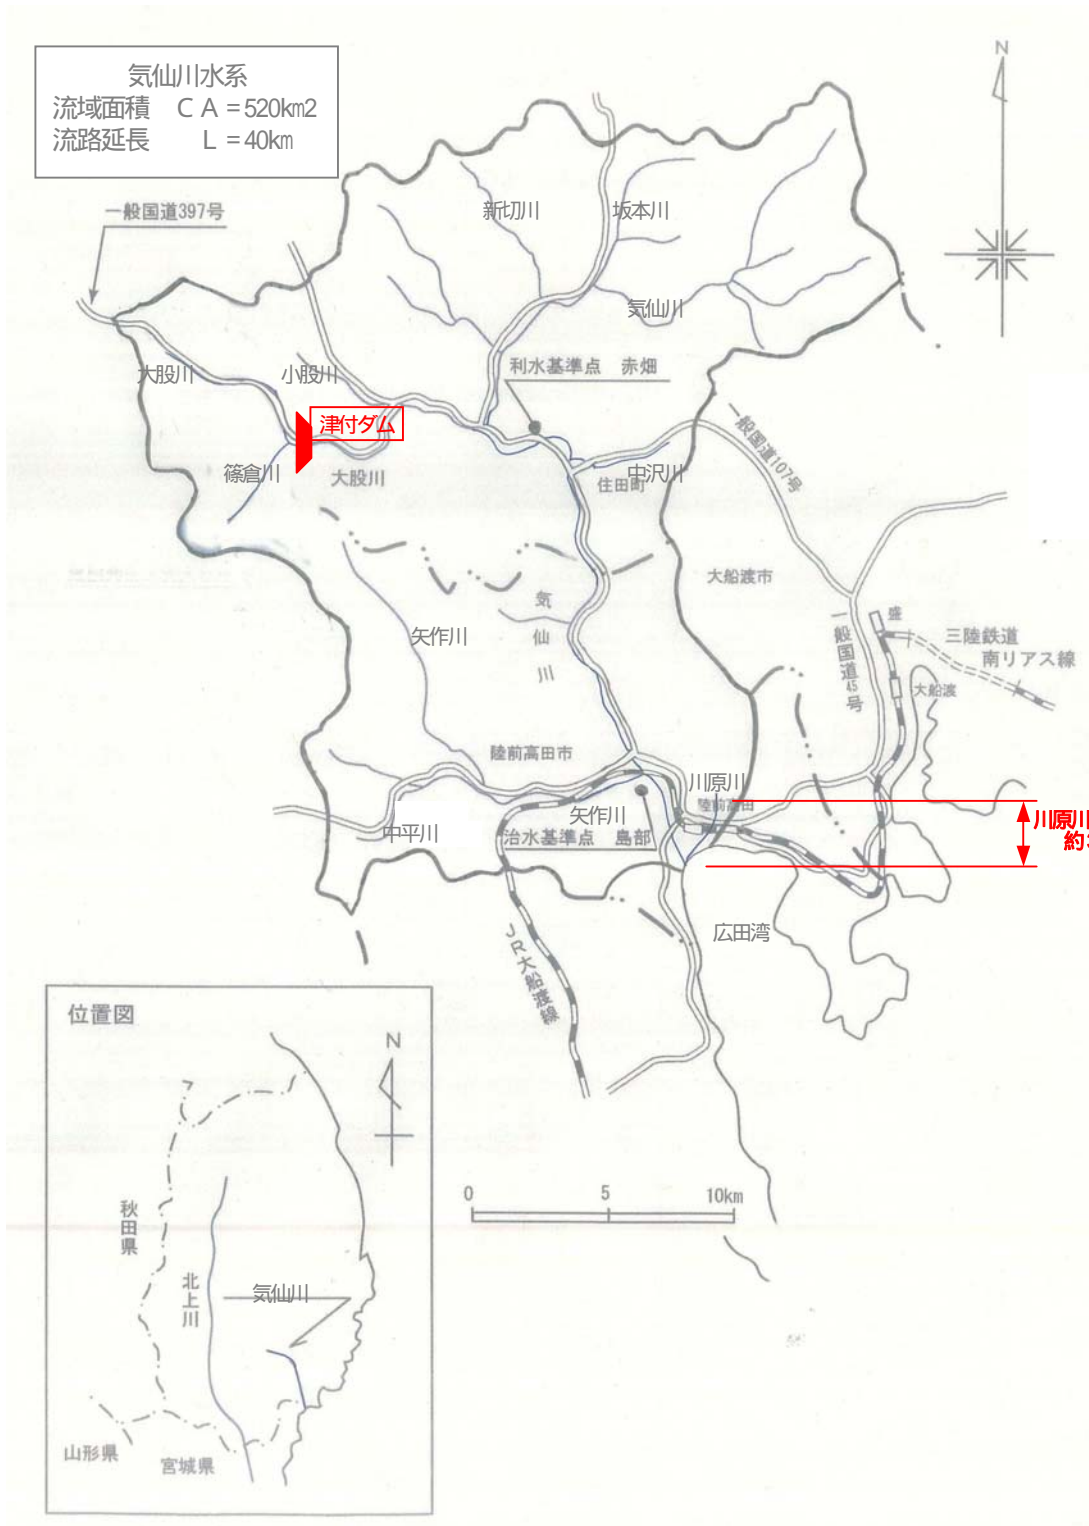 気仙川水系
流域面積 ＣＡ＝520km2
流路延長 Ｌ＝40km
N
一般国道397号
新切川
坂本川
気仙川
大股川
小股川
利水基準点 赤畑
津付ダム
篠倉川
大股川
住田町
中沢川
一般国道107号
大船渡市
気仙川
矢作川
一般国道45号
盛
三陸鉄道
南リアス線
大船渡
陸前高田市
川原川
陸前高田
矢作川
中平川
治水基準点 島部
川原川
約
広田湾
JR大船渡線
位置図
N
秋田県
北上川
気仙川
山形県
宮城県
0 5 10km